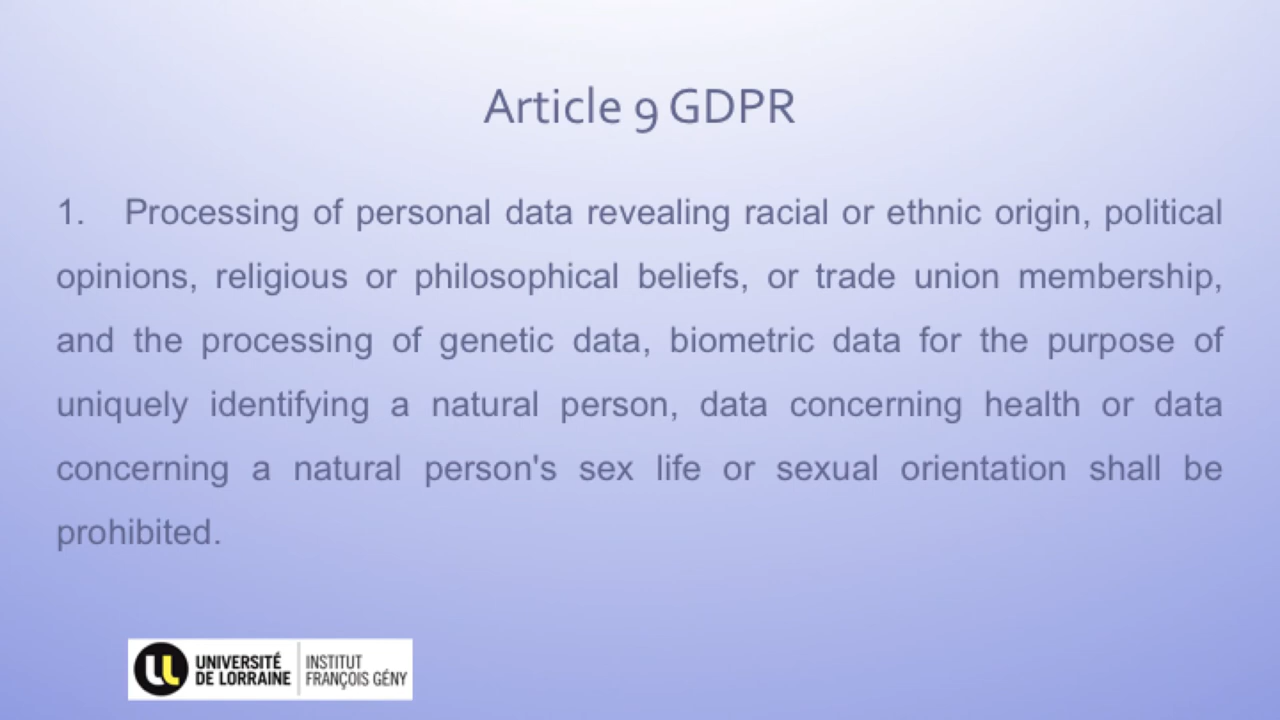 Article 9 GDPR
1. Processing of personal data revealing racial or ethnic origin, political
opinions, religious or philosophical beliefs, or trade union membership,
and the processing of genetic data, biometric data for the purpose of
uniquely identifying a natural person, data concerning health or data
concerning a natural person's sex life or sexual orientation shall be
prohibited.
UNIVERSITÉ
DE LORRAINE
INSTITUT
FRANÇOIS GÉNY